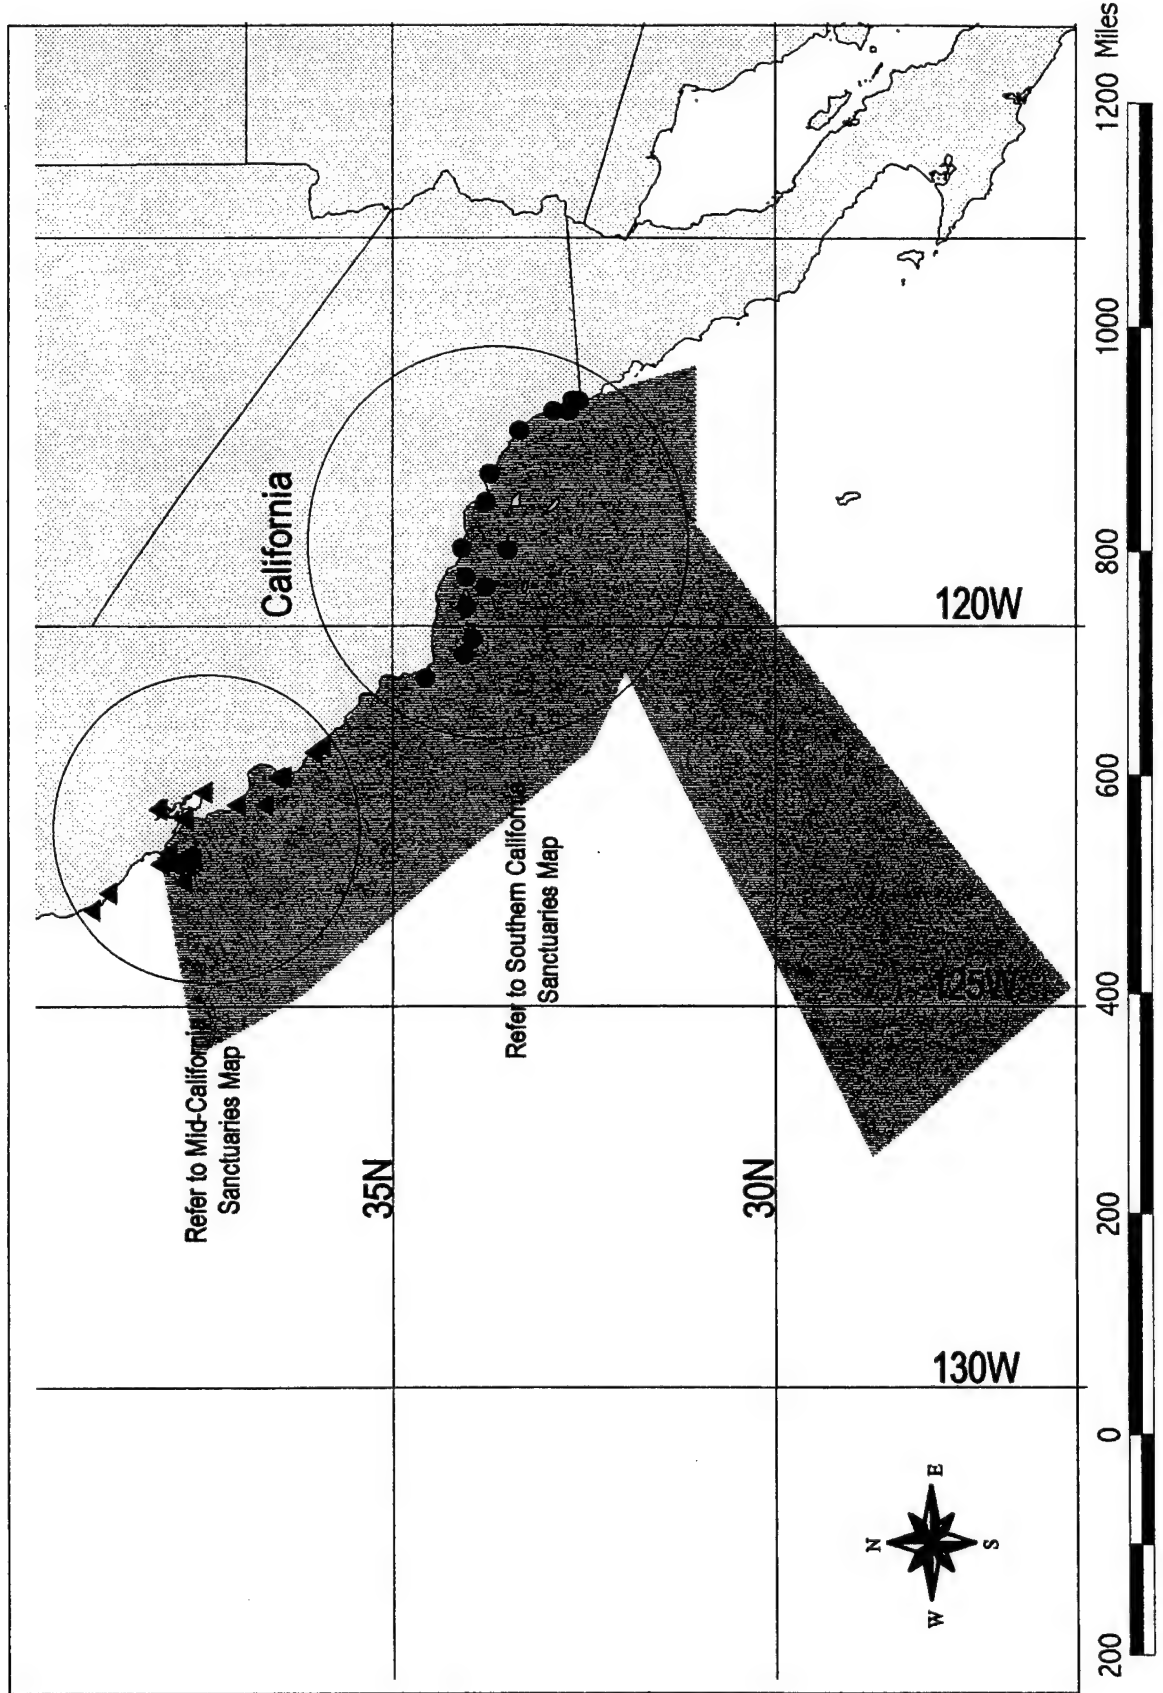 California
Refer to Mid-California
Sanctuaries Map
Refer to Southern California
Sanctuaries Map
35N
30N
130W
125W
120W
N
W
E
S
200
0
200
400
600
800
1000
1200 Miles